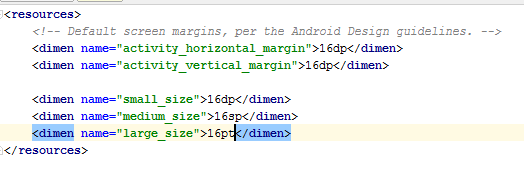 <resources>
<!-- Default screen margins, per the Android Design guidelines. -->
<dimen name="activity_horizontal_margin">16dp</dimen>
<dimen name="activity_vertical_margin">16dp</dimen>
<dimen name="small_size">16dp</dimen>
<dimen name="medium_size">16sp</dimen>
<dimen name="large_size">16pt</dimen>
</resources>